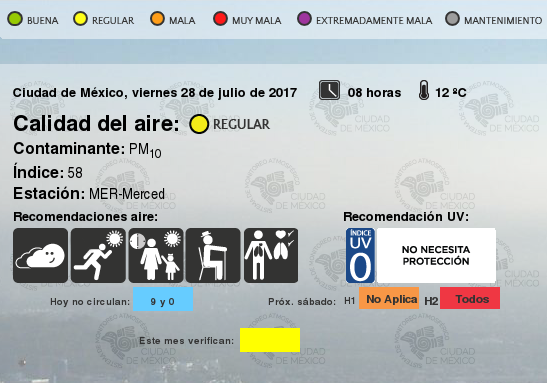 BUENA REGULAR MALA MUY MALA EXTREMADAMENTE MALA MANTENIMIENTO
Ciudad de México, viernes 28 de julio de 2017 08 horas 12 ºC
Calidad del aire: REGULAR
Contaminante: PM10
Índice: 58
Estación: MER-Merced
Recomendaciones aire: Recomendación UV:
ÍNDICE
UV
0
NO NECESITA
PROTECCIÓN
Hoy no circulan: 9 y 0 Próx. sábado: H1 No Aplica H2 Todos
Este mes verifican:
CIUDAD
DE MÉXICO